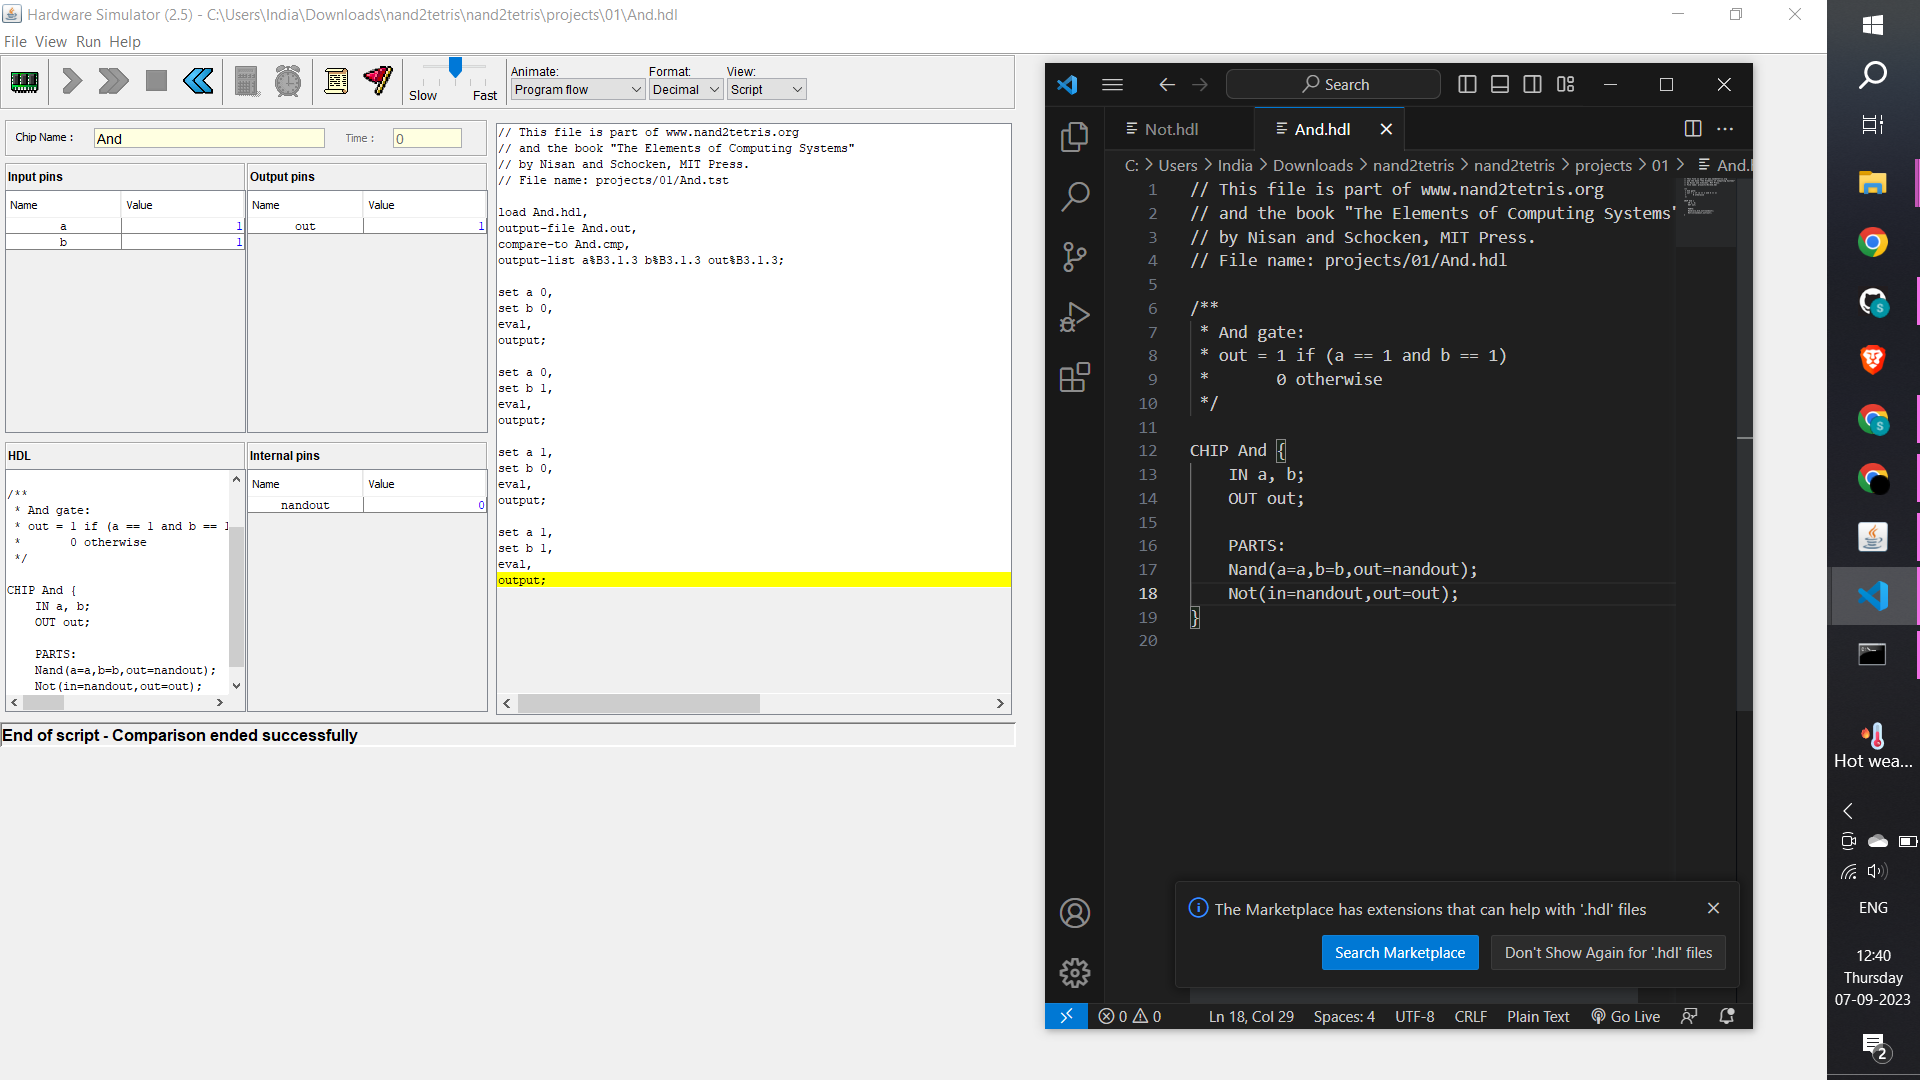 Hardware Simulator (2.5) - C:\Users\India\Downloads\nand2tetris\nand2tetris\projects\01\And.hdl
File View Run Help
Slow Fast
Animate: Format: View:
Program flow Decimal Script
Chip Name : And Time : 0
Input pins
Name Value
a 1
b 1
Output pins
Name Value
out 1
HDL
/**
* And gate:
* out = 1 if (a == 1 and b == 1
* 0 otherwise
*/
CHIP And {
IN a, b;
OUT out;
PARTS:
Nand(a=a,b=b,out=nandout);
Not(in=nandout,out=out);
Internal pins
Name Value
nandout 0
// This file is part of www.nand2tetris.org
// and the book "The Elements of Computing Systems"
// by Nisan and Schocken, MIT Press.
// File name: projects/01/And.tst
load And.hdl,
output-file And.out,
compare-to And.cmp,
output-list a%B3.1.3 b%B3.1.3 out%B3.1.3;
set a 0,
set b 0,
eval,
output;
set a 0,
set b 1,
eval,
output;
set a 1,
set b 0,
eval,
output;
set a 1,
set b 1,
eval,
output;
End of script - Comparison ended successfully
Search
Not.hdl And.hdl
C: > Users > India > Downloads > nand2tetris > nand2tetris > projects > 01 > And.h
1 // This file is part of www.nand2tetris.org
2 // and the book "The Elements of Computing Systems"
3 // by Nisan and Schocken, MIT Press.
4 // File name: projects/01/And.hdl
5
6 /**
7 * And gate:
8 * out = 1 if (a == 1 and b == 1)
9 * 0 otherwise
10 */
11
12 CHIP And {
13 IN a, b;
14 OUT out;
15
16 PARTS:
17 Nand(a=a,b=b,out=nandout);
18 Not(in=nandout,out=out);
19 }
20
The Marketplace has extensions that can help with '.hdl' files
Search Marketplace Don't Show Again for '.hdl' files
0 0 Ln 18, Col 29 Spaces: 4 UTF-8 CRLF Plain Text Go Live
Hot wea...
ENG
12:40
Thursday
07-09-2023
2